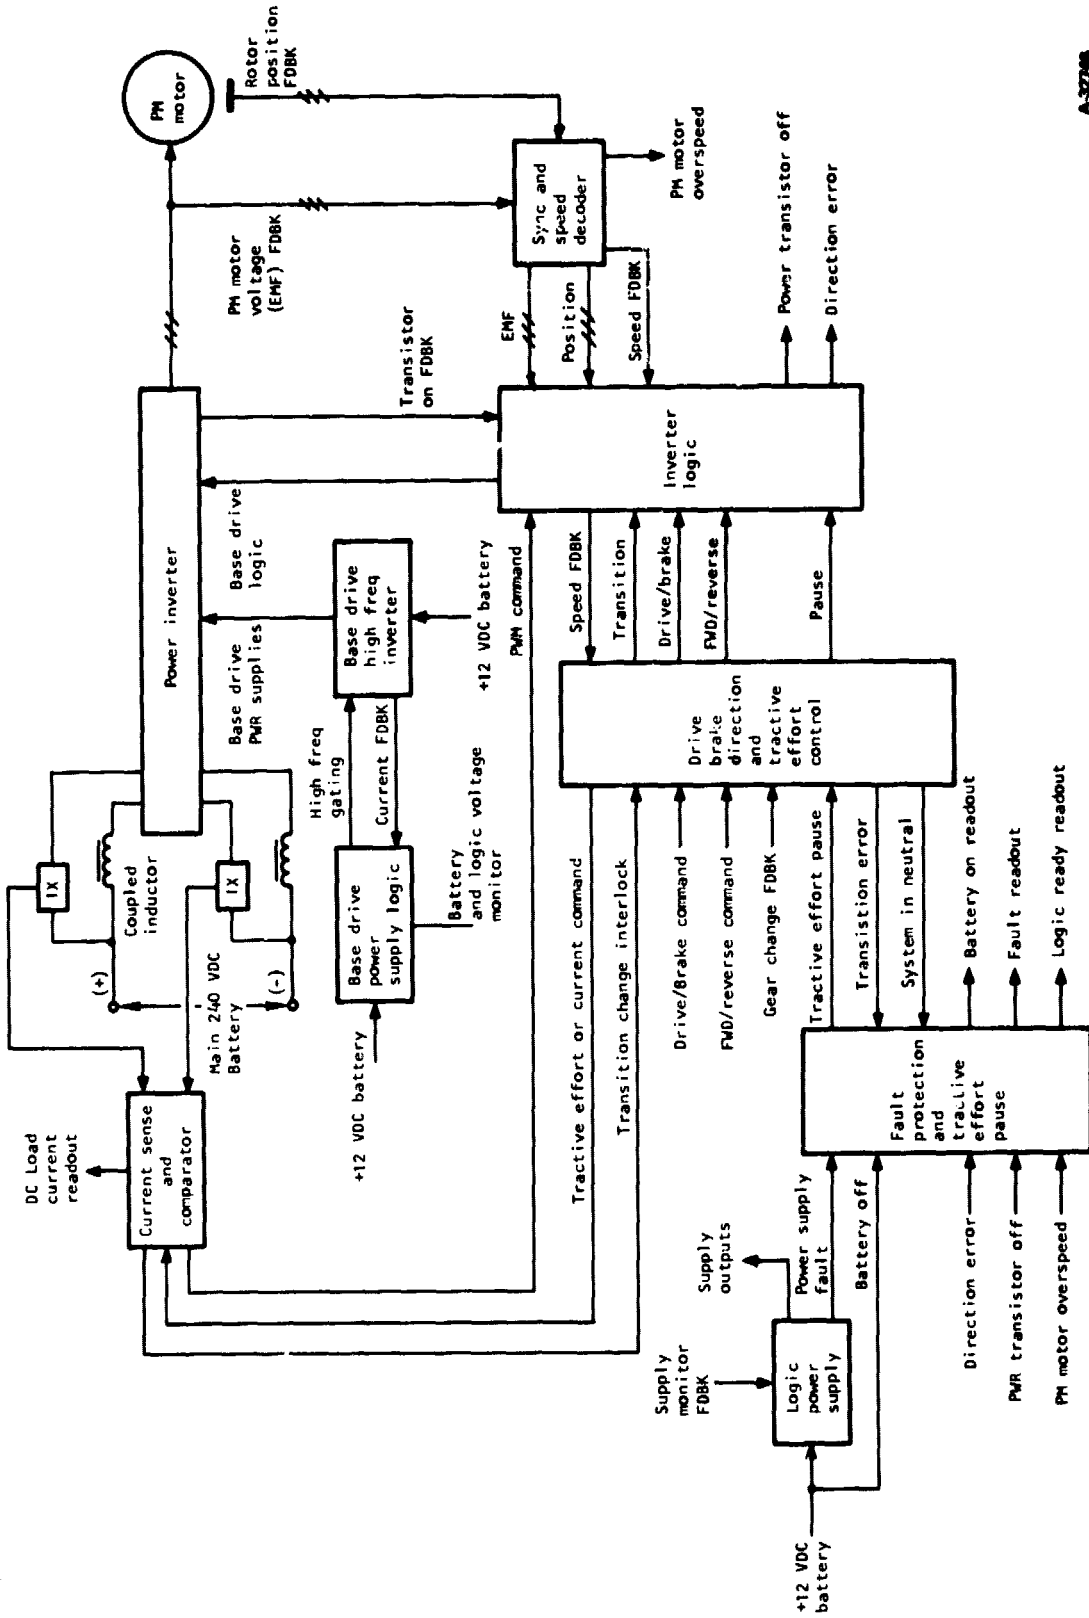 DC Load
current
readout
Current sense
and
comparator
IX
(+)
Coupled
inductor
Main 240 VDC
Battery
IX
(-)
Power inverter
PM
motor
Rotor
position
FDBK
PM motor
voltage
(EMF) FDBK
Base drive
PWR supplies
Base drive
logic
Transistor
on FDBK
+12 VDC battery
Base drive
power
supply logic
High freq
gating
Current FDBK
Base drive
high freq
inverter
Battery
and logic voltage
monitor
+12 VDC battery
PWM command
Sync and
speed
decoder
EMF
Position
Speed FDBK
PM motor
overspeed
Tractive effort or current command
Transition change interlock
Drive/Brake command
FWD/reverse command
Gear change FDBK
Tractive effort pause
Transistion error
System in neutral
Drive
brake
direction
and
tractive
effort
control
Speed FDBK
Transition
Drive/brake
FWD/reverse
Pause
Inverter
logic
Power transistor off
Direction error
Supply
monitor
FDBK
Supply
outputs
+12 VDC
battery
Logic
power
supply
Power supply
fault
Battery off
Direction error
PWR transistor off
PM motor overspeed
Fault
protection
and
tractive
effort
pause
Battery on readout
Fault readout
Logic ready readout